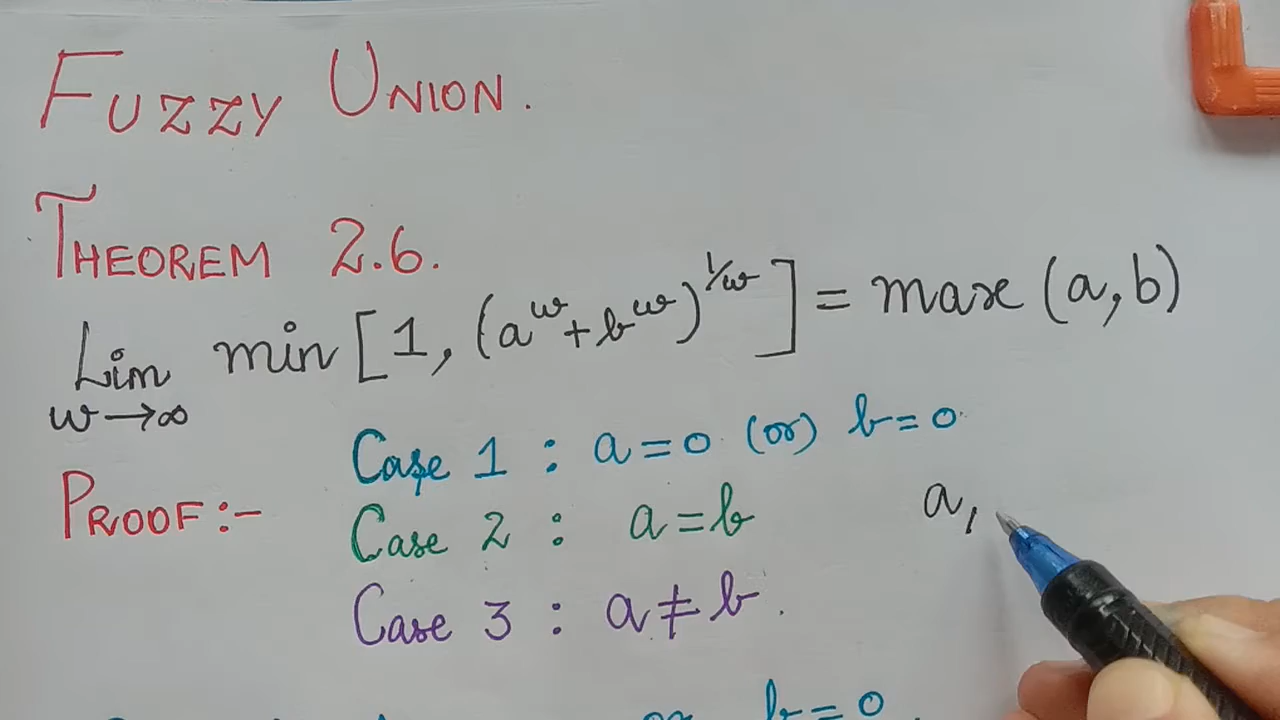 FUZZY UNION.
THEOREM 2.6.
Lim min [1, (a^w + b^w)^1/w] = max (a, b)
w → ∞
Case 1 : a = 0 (or) b = 0
PROOF :- a,
Case 2 : a = b
Case 3 : a ≠ b.
or b = 0